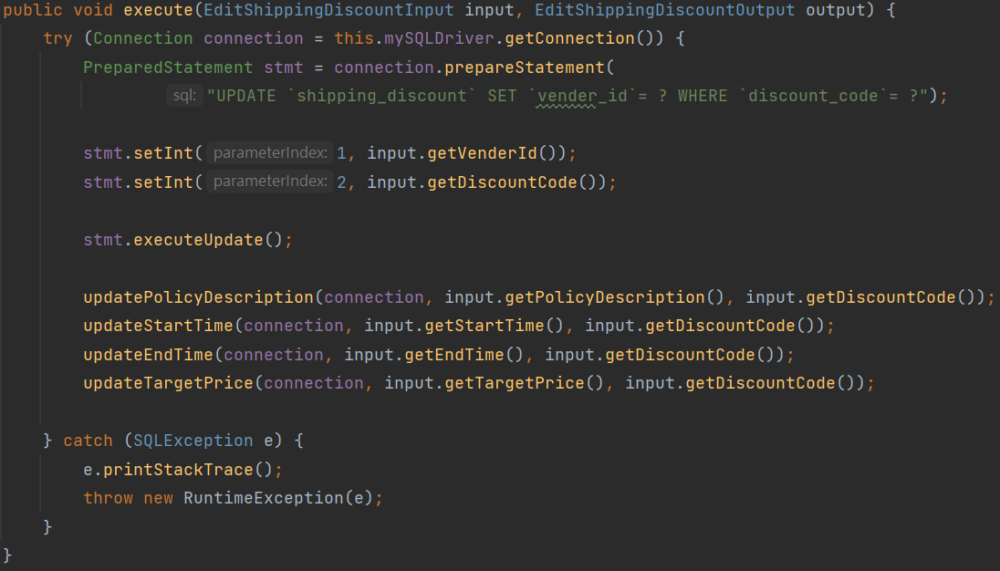 public void execute(EditShippingDiscountInput input, EditShippingDiscountOutput output) {
try (Connection connection = this.mySQLDriver.getConnection()) {
PreparedStatement stmt = connection.prepareStatement(
sql: "UPDATE `shipping_discount` SET `vender_id`= ? WHERE `discount_code`= ?");
stmt.setInt( parameterIndex: 1, input.getVenderId());
stmt.setInt( parameterIndex: 2, input.getDiscountCode());
stmt.executeUpdate();
updatePolicyDescription(connection, input.getPolicyDescription(), input.getDiscountCode());
updateStartTime(connection, input.getStartTime(), input.getDiscountCode());
updateEndTime(connection, input.getEndTime(), input.getDiscountCode());
updateTargetPrice(connection, input.getTargetPrice(), input.getDiscountCode());
} catch (SQLException e) {
e.printStackTrace();
throw new RuntimeException(e);
}
}